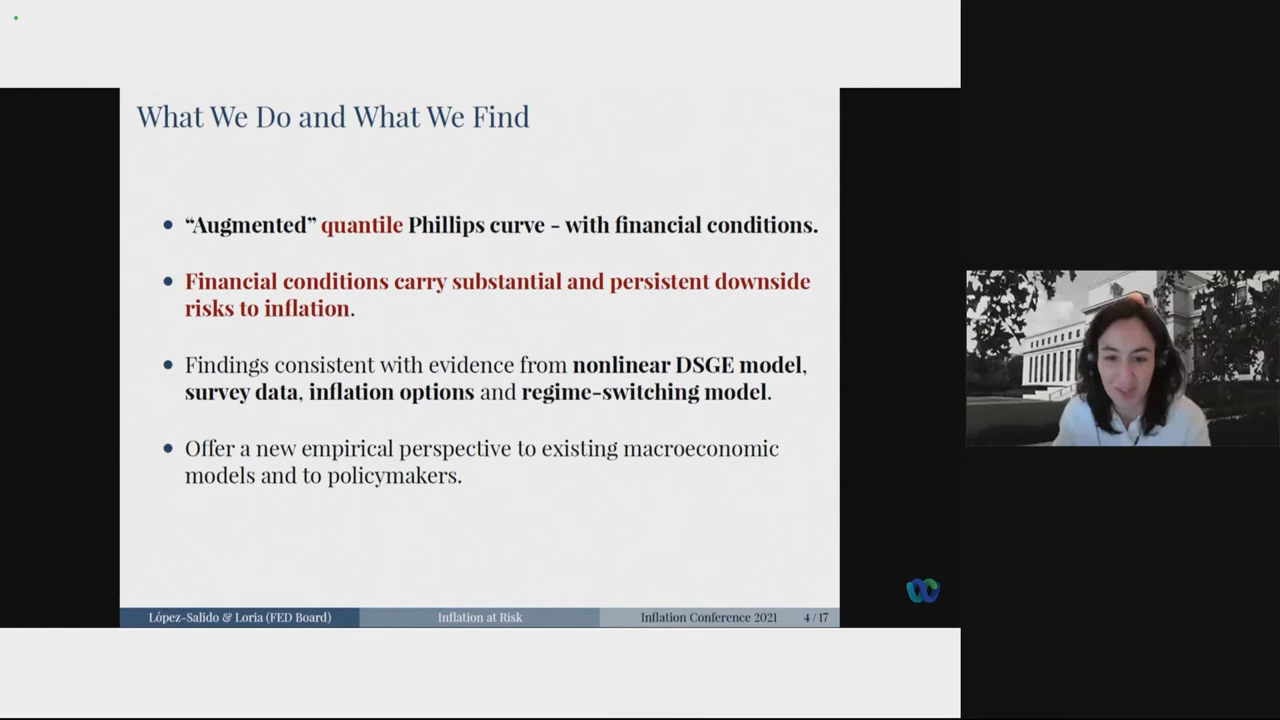 What We Do and What We Find
“Augmented” quantile Phillips curve - with financial conditions.
Financial conditions carry substantial and persistent downside
risks to inflation.
Findings consistent with evidence from nonlinear DSGE model,
survey data, inflation options and regime-switching model.
Offer a new empirical perspective to existing macroeconomic
models and to policymakers.
López-Salido & Loria (FED Board) Inflation at Risk Inflation Conference 2021 4 / 17